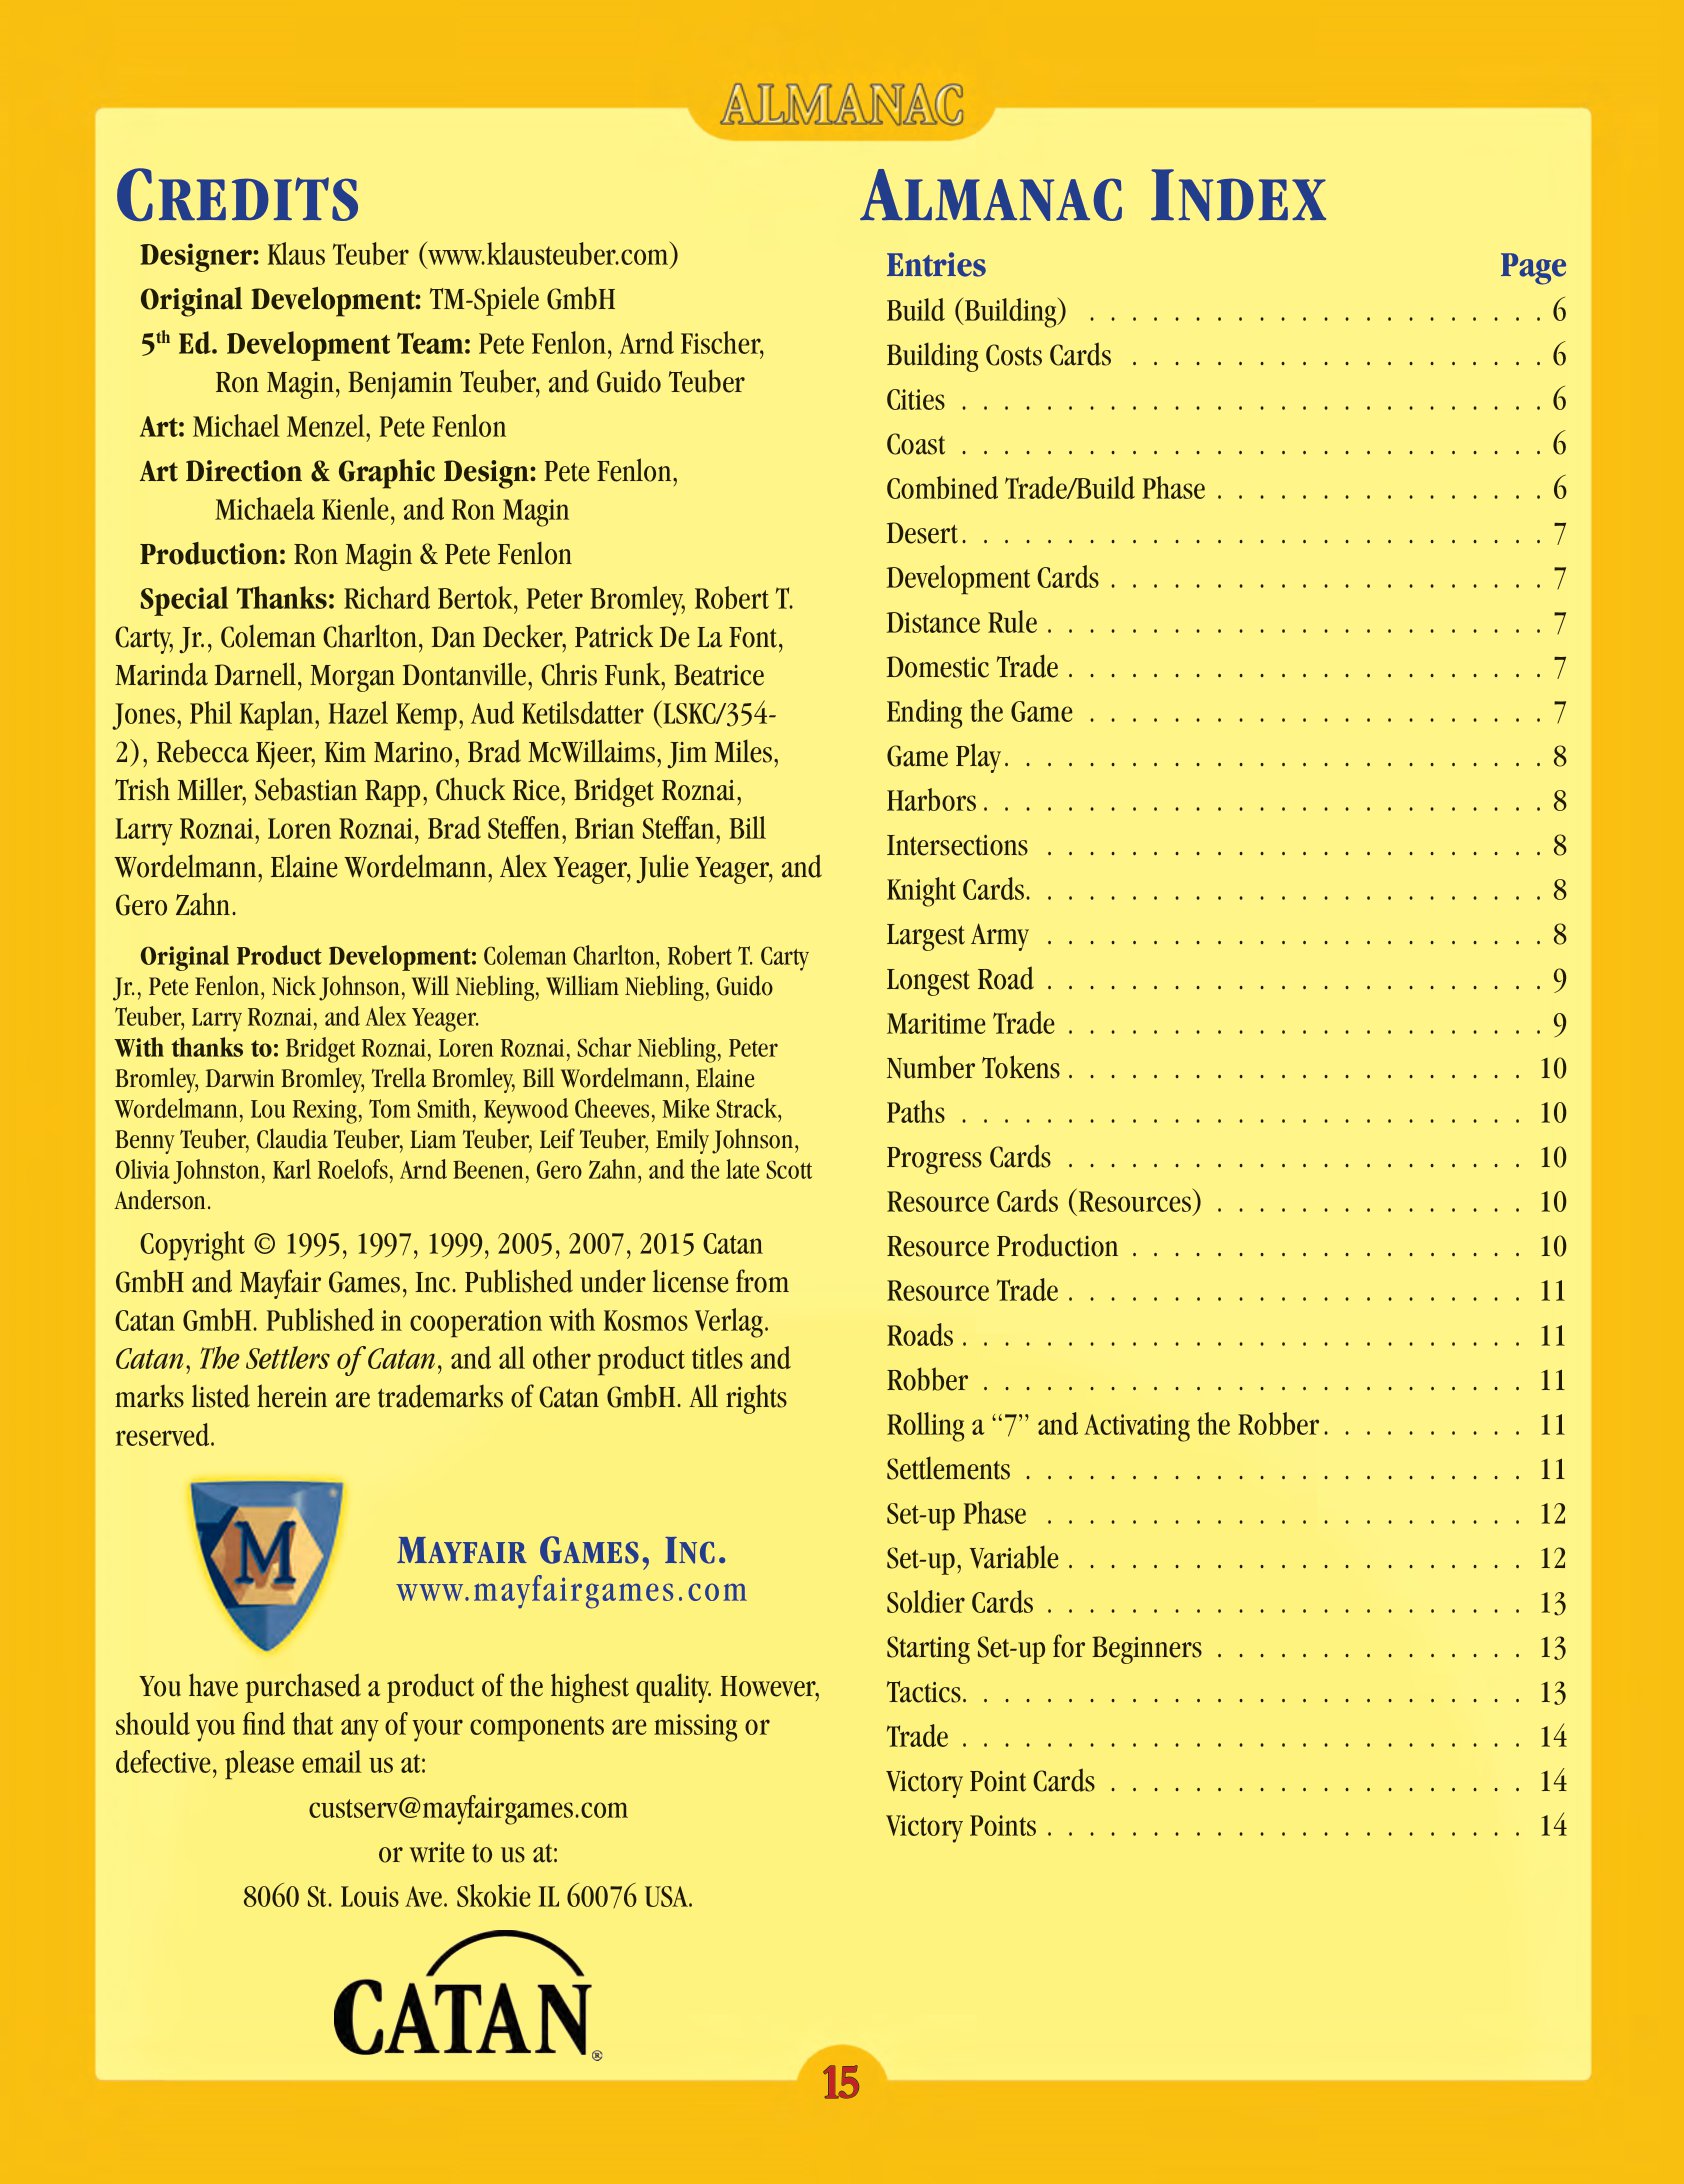 ALMANAC
CREDITS
Designer: Klaus Teuber (www.klausteuber.com)
Original Development: TM-Spiele GmbH
5th Ed. Development Team: Pete Fenlon, Arnd Fischer,
Ron Magin, Benjamin Teuber, and Guido Teuber
Art: Michael Menzel, Pete Fenlon
Art Direction & Graphic Design: Pete Fenlon,
Michaela Kienle, and Ron Magin
Production: Ron Magin & Pete Fenlon
Special Thanks: Richard Bertok, Peter Bromley, Robert T.
Carty, Jr., Coleman Charlton, Dan Decker, Patrick De La Font,
Marinda Darnell, Morgan Dontanville, Chris Funk, Beatrice
Jones, Phil Kaplan, Hazel Kemp, Aud Ketilsdatter (LSKC/354-
2), Rebecca Kjeer, Kim Marino, Brad McWillaims, Jim Miles,
Trish Miller, Sebastian Rapp, Chuck Rice, Bridget Roznai,
Larry Roznai, Loren Roznai, Brad Steffen, Brian Steffan, Bill
Wordelmann, Elaine Wordelmann, Alex Yeager, Julie Yeager, and
Gero Zahn.
Original Product Development: Coleman Charlton, Robert T. Carty
Jr., Pete Fenlon, Nick Johnson, Will Niebling, William Niebling, Guido
Teuber, Larry Roznai, and Alex Yeager.
With thanks to: Bridget Roznai, Loren Roznai, Schar Niebling, Peter
Bromley, Darwin Bromley, Trella Bromley, Bill Wordelmann, Elaine
Wordelmann, Lou Rexing, Tom Smith, Keywood Cheeves, Mike Strack,
Benny Teuber, Claudia Teuber, Liam Teuber, Leif Teuber, Emily Johnson,
Olivia Johnston, Karl Roelofs, Arnd Beenen, Gero Zahn, and the late Scott
Anderson.
Copyright © 1995, 1997, 1999, 2005, 2007, 2015 Catan
GmbH and Mayfair Games, Inc. Published under license from
Catan GmbH. Published in cooperation with Kosmos Verlag.
Catan, The Settlers of Catan, and all other product titles and
marks listed herein are trademarks of Catan GmbH. All rights
reserved.
M
MAYFAIR GAMES, INC.
www.mayfairgames.com
You have purchased a product of the highest quality. However,
should you find that any of your components are missing or
defective, please email us at:
custserv@mayfairgames.com
or write to us at:
8060 St. Louis Ave. Skokie IL 60076 USA.
CATAN®
ALMANAC INDEX
Entries Page
Build (Building) . . . . . . . . . . . . . . . . . . . . . . 6
Building Costs Cards . . . . . . . . . . . . . . . . . . . . 6
Cities . . . . . . . . . . . . . . . . . . . . . . . . . . . . 6
Coast . . . . . . . . . . . . . . . . . . . . . . . . . . . . 6
Combined Trade/Build Phase . . . . . . . . . . . . . . . . 6
Desert. . . . . . . . . . . . . . . . . . . . . . . . . . . . 7
Development Cards . . . . . . . . . . . . . . . . . . . . . 7
Distance Rule . . . . . . . . . . . . . . . . . . . . . . . . 7
Domestic Trade . . . . . . . . . . . . . . . . . . . . . . . 7
Ending the Game . . . . . . . . . . . . . . . . . . . . . . 7
Game Play. . . . . . . . . . . . . . . . . . . . . . . . . . 8
Harbors . . . . . . . . . . . . . . . . . . . . . . . . . . . 8
Intersections . . . . . . . . . . . . . . . . . . . . . . . . 8
Knight Cards. . . . . . . . . . . . . . . . . . . . . . . . . 8
Largest Army . . . . . . . . . . . . . . . . . . . . . . . . 8
Longest Road . . . . . . . . . . . . . . . . . . . . . . . . 9
Maritime Trade . . . . . . . . . . . . . . . . . . . . . . . 9
Number Tokens . . . . . . . . . . . . . . . . . . . . . . 10
Paths . . . . . . . . . . . . . . . . . . . . . . . . . . . 10
Progress Cards . . . . . . . . . . . . . . . . . . . . . . 10
Resource Cards (Resources) . . . . . . . . . . . . . . . 10
Resource Production . . . . . . . . . . . . . . . . . . . 10
Resource Trade . . . . . . . . . . . . . . . . . . . . . . 11
Roads . . . . . . . . . . . . . . . . . . . . . . . . . . . 11
Robber . . . . . . . . . . . . . . . . . . . . . . . . . . 11
Rolling a “7” and Activating the Robber . . . . . . . . . . 11
Settlements . . . . . . . . . . . . . . . . . . . . . . . . 11
Set-up Phase . . . . . . . . . . . . . . . . . . . . . . . 12
Set-up, Variable . . . . . . . . . . . . . . . . . . . . . . 12
Soldier Cards . . . . . . . . . . . . . . . . . . . . . . . 13
Starting Set-up for Beginners . . . . . . . . . . . . . . . 13
Tactics. . . . . . . . . . . . . . . . . . . . . . . . . . . 13
Trade . . . . . . . . . . . . . . . . . . . . . . . . . . . 14
Victory Point Cards . . . . . . . . . . . . . . . . . . . . 14
Victory Points . . . . . . . . . . . . . . . . . . . . . . . 14
15